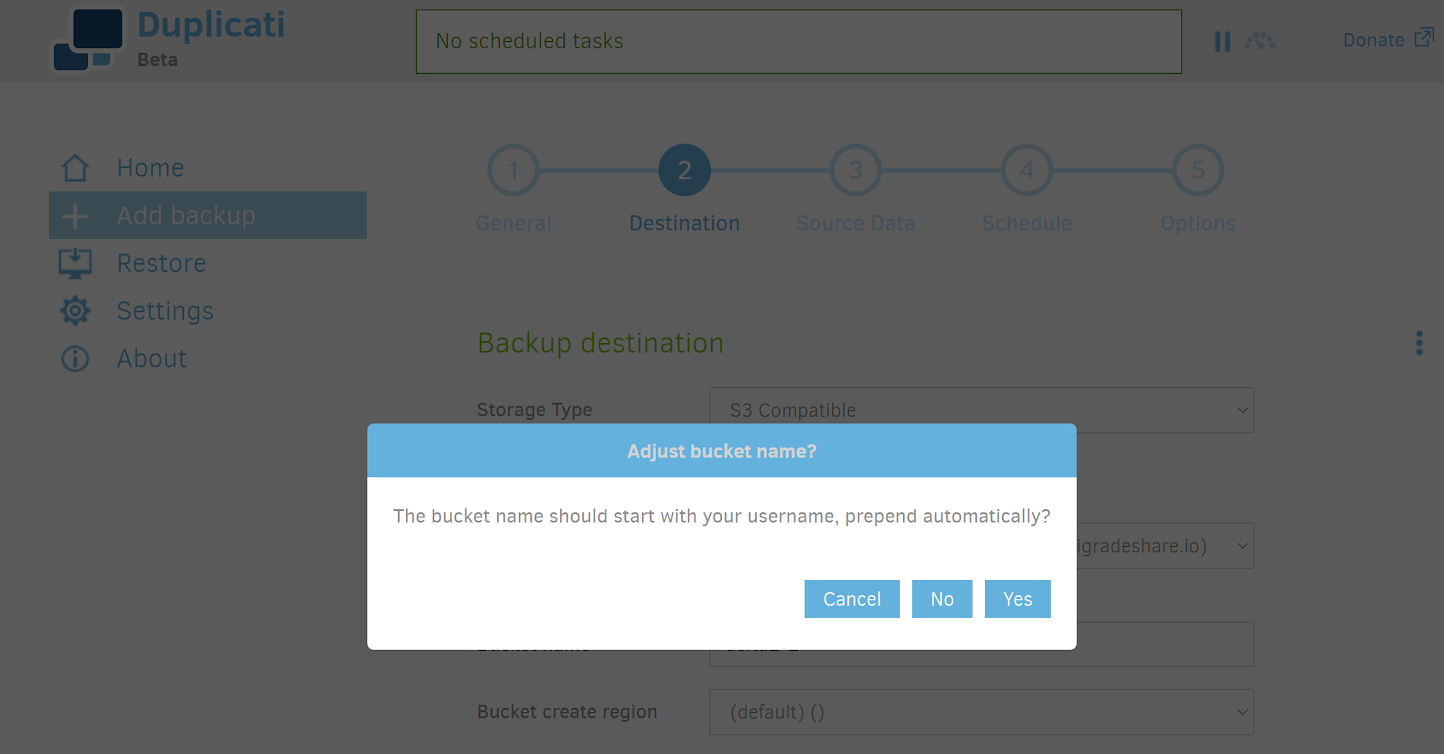 Duplicati
Beta
No scheduled tasks
Donate
Home
Add backup
Restore
Settings
About
1
2
3
4
5
General
Destination
Source Data
Schedule
Options
Backup destination
Storage Type
S3 Compatible
Adjust bucket name?
The bucket name should start with your username, prepend automatically?
igradeshare.io)
Cancel
No
Yes
Bucket name
Bucket create region
(default) ()